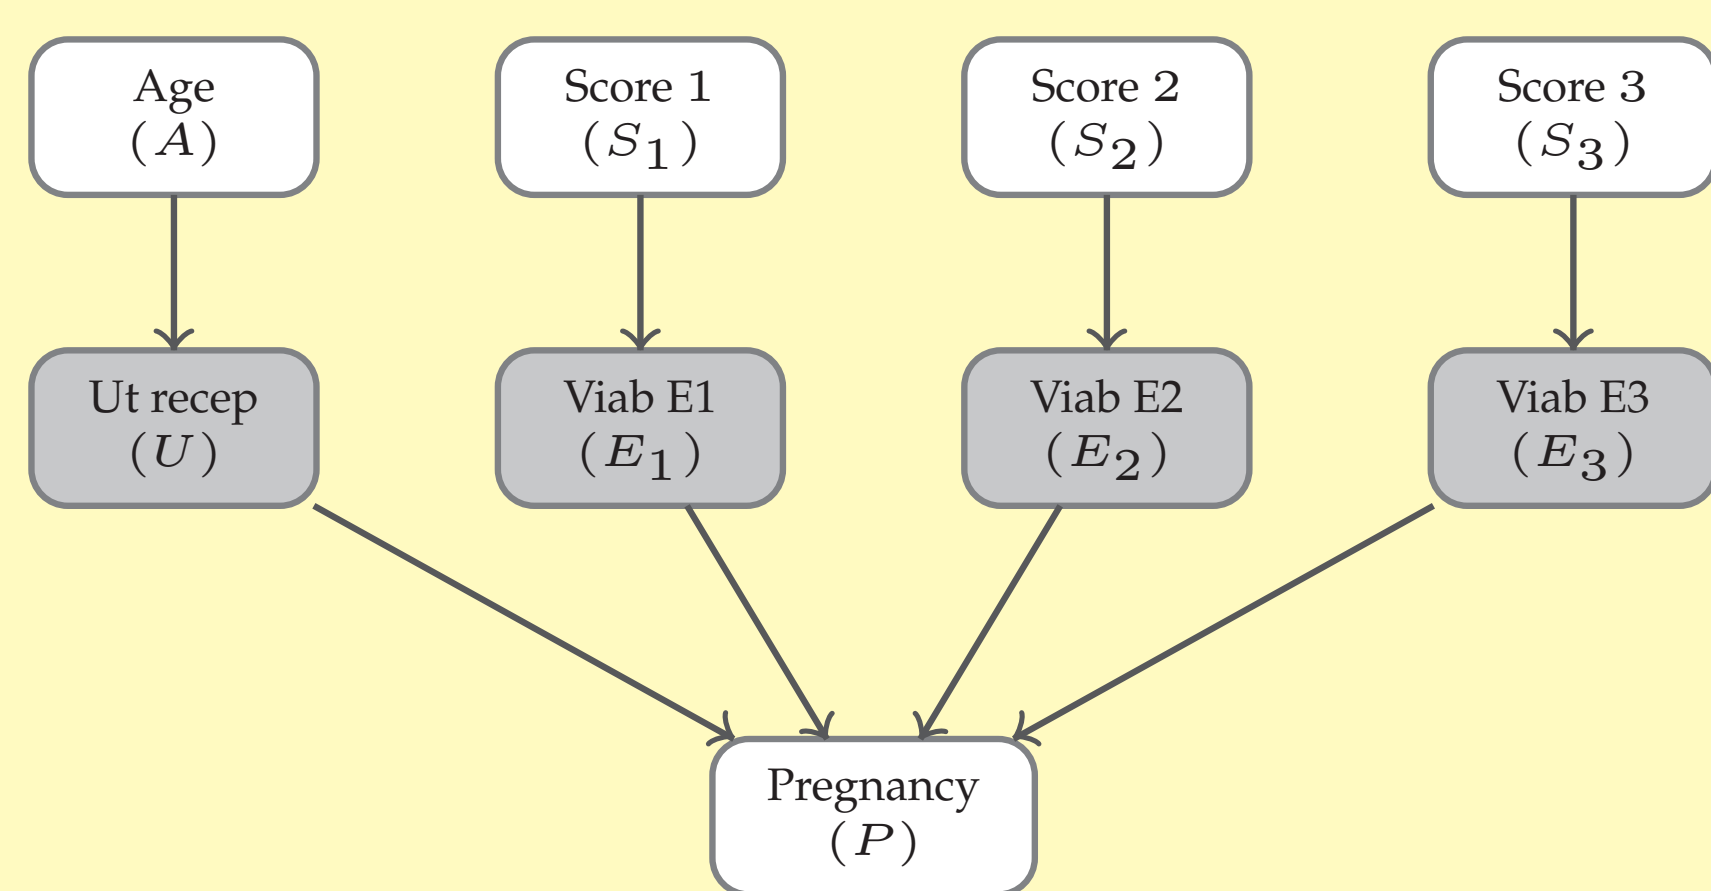 Age
(A)
Score 1
(S₁)
Score 2
(S₂)
Score 3
(S₃)
Ut recep
(U)
Viab E1
(E₁)
Viab E2
(E₂)
Viab E3
(E₃)
Pregnancy
(P)